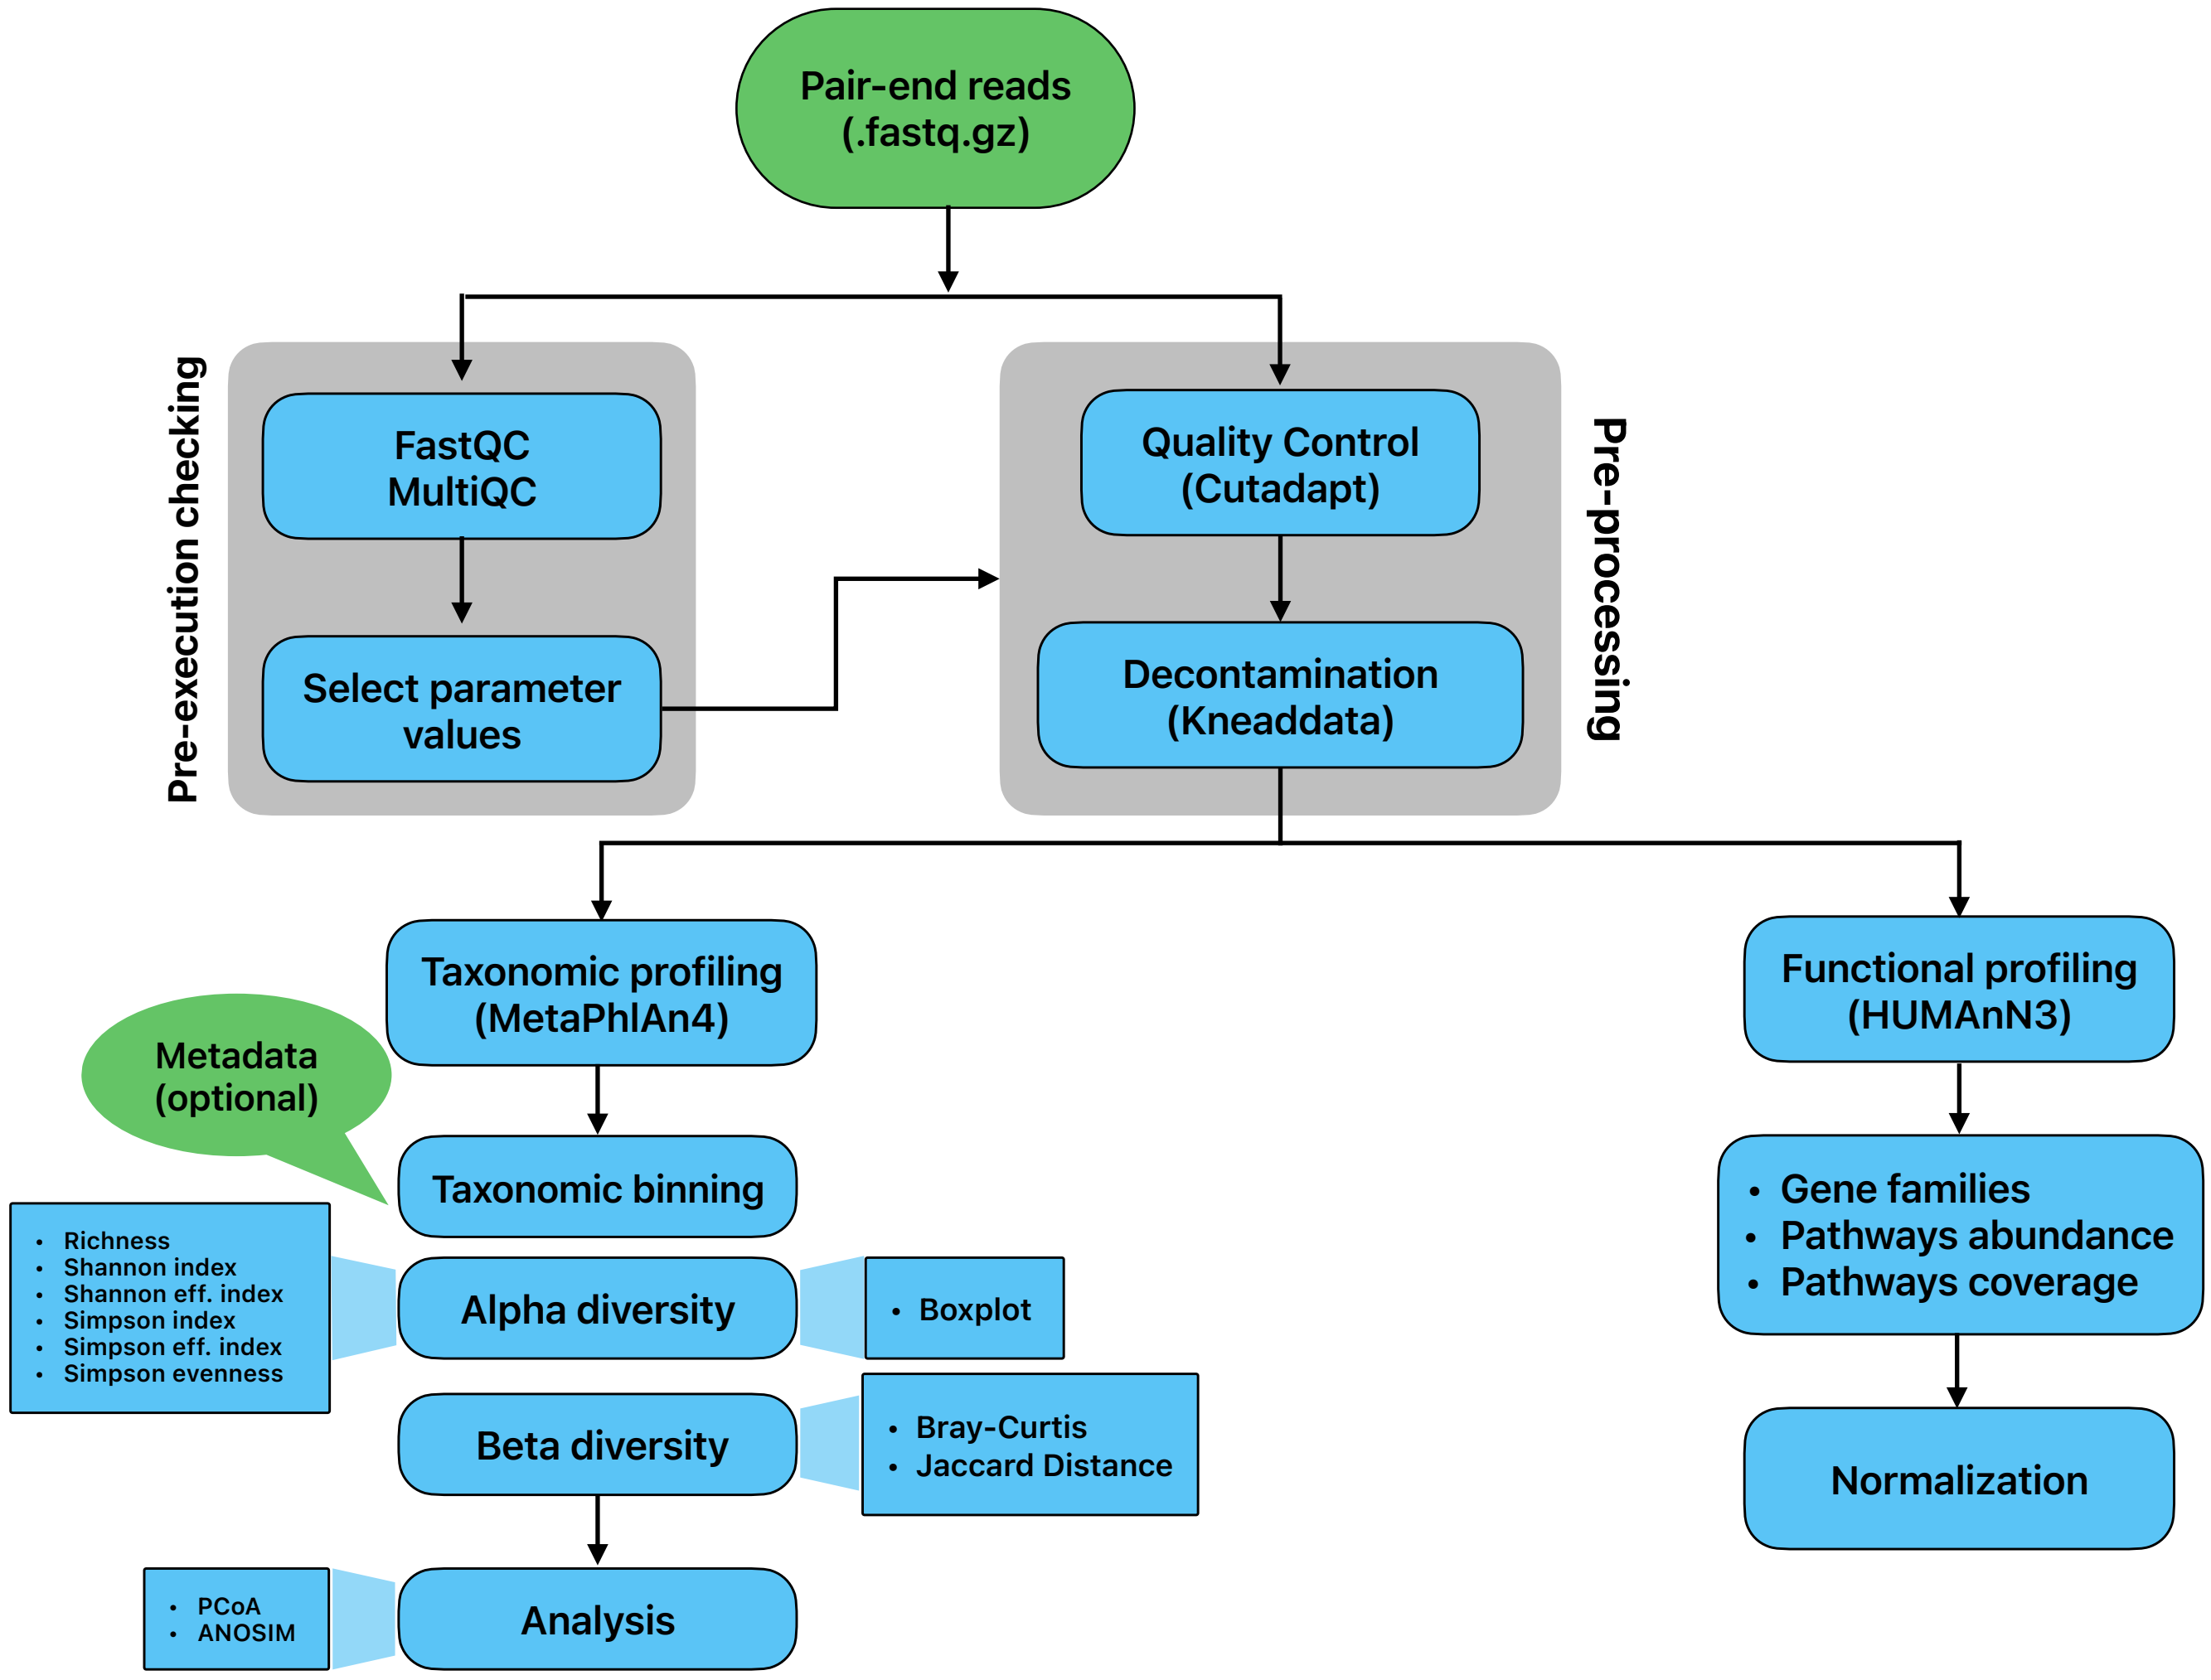 Pair-end reads
(.fastq.gz)
Pre-execution checking
FastQC
MultiQC
Select parameter
values
Quality Control
(Cutadapt)
Decontamination
(Kneaddata)
Pre-processing
Taxonomic profiling
(MetaPhlAn4)
Functional profiling
(HUMAnN3)
Metadata
(optional)
Taxonomic binning
• Gene families
• Pathways abundance
• Pathways coverage
• Richness
• Shannon index
• Shannon eff. index
• Simpson index
• Simpson eff. index
• Simpson evenness
Alpha diversity
• Boxplot
Beta diversity
• Bray-Curtis
• Jaccard Distance
Normalization
• PCoA
• ANOSIM
Analysis